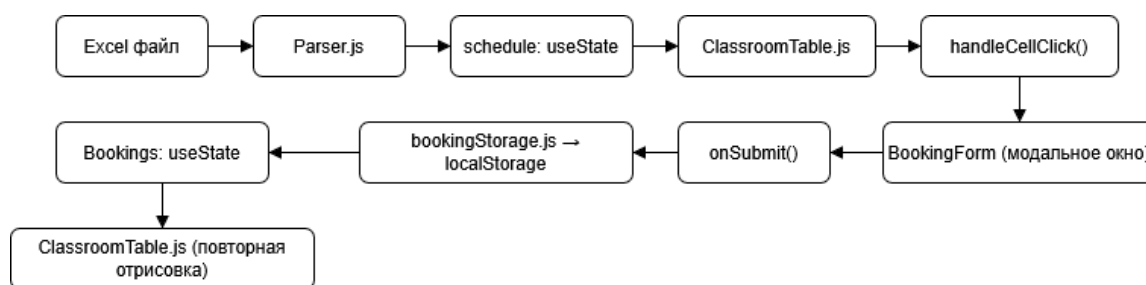 Excel файл
Parser.js
schedule: useState
ClassroomTable.js
handleCellClick()
BookingForm (модальное окно)
onSubmit()
bookingStorage.js →
localStorage
Bookings: useState
ClassroomTable.js (повторная
отрисовка)